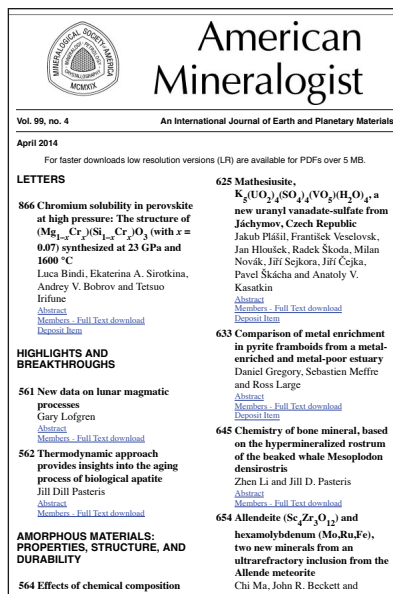 MINERALOGICAL SOCIETY OF AMERICA
MINERALOGY · PETROLOGY
CRYSTALLOGRAPHY
MCMXIX
American
Mineralogist
Vol. 99, no. 4
An International Journal of Earth and Planetary Materials
April 2014
For faster downloads low resolution versions (LR) are available for PDFs over 5 MB.
LETTERS
866 Chromium solubility in perovskite
at high pressure: The structure of
(Mg1–xCrx)(Si1–xCrx)O3 (with x =
0.07) synthesized at 23 GPa and
1600 °C
Luca Bindi, Ekaterina A. Sirotkina,
Andrey V. Bobrov and Tetsuo
Irifune
Abstract
Members - Full Text download
Deposit Item
HIGHLIGHTS AND
BREAKTHROUGHS
561 New data on lunar magmatic
processes
Gary Lofgren
Abstract
Members - Full Text download
562 Thermodynamic approach
provides insights into the aging
process of biological apatite
Jill Dill Pasteris
Abstract
Members - Full Text download
AMORPHOUS MATERIALS:
PROPERTIES, STRUCTURE, AND
DURABILITY
564 Effects of chemical composition
625 Mathesiusite,
K5(UO2)4(SO4)4(VO5)(H2O)4, a
new uranyl vanadate-sulfate from
Jáchymov, Czech Republic
Jakub Plášil, František Veselovsk,
Jan Hloušek, Radek Škoda, Milan
Novák, Jiří Sejkora, Jiří Čejka,
Pavel Škácha and Anatoly V.
Kasatkin
Abstract
Members - Full Text download
Deposit Item
633 Comparison of metal enrichment
in pyrite framboids from a metal-
enriched and metal-poor estuary
Daniel Gregory, Sebastien Meffre
and Ross Large
Abstract
Members - Full Text download
Deposit Item
645 Chemistry of bone mineral, based
on the hypermineralized rostrum
of the beaked whale Mesoplodon
densirostris
Zhen Li and Jill D. Pasteris
Abstract
Members - Full Text download
654 Allendeite (Sc4Zr3O12) and
hexamolybdenum (Mo,Ru,Fe),
two new minerals from an
ultrarefractory inclusion from the
Allende meteorite
Chi Ma, John R. Beckett and